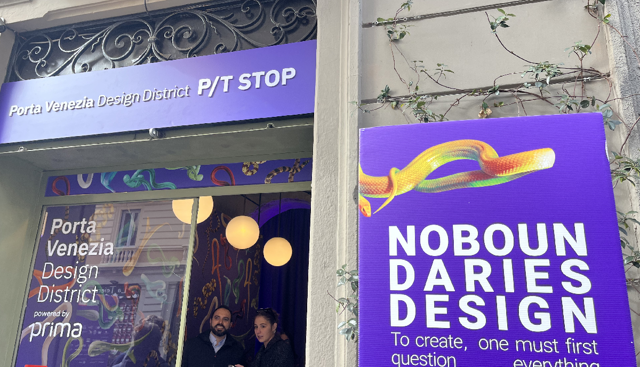 Porta Venezia Design District P/T STOP
Porta
Venezia
Design
District
powered by
prima
NOBOUN
DARIES
DESIGN
To create, one must first
question everything